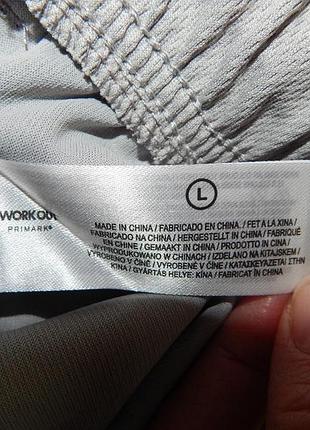 L
WORKOUT
PRIMARK®
MADE IN CHINA / FABRICADO EN CHINA. / FET A LA XINA /
FABRICADO NA CHINA / HERGESTELLT IN CHINA / FABRIQUÉ
EN CHINE / GEMAAKT IN CHINA / PRODOTTO IN CINA /
WYPRODUKOWANO W CHINACH / IZDELANO NA KITAJSKEM /
VYROBENO V ČÍNĚ / VYROBENÉ V ČÍNE / ΚΑΤΑΣΚΕΥΑΖΕΤΑΙ ΣΤΗΝ
ΚΙΝΑ / GYÁRTÁS HELYE: KÍNA / FABRICAT ÎN CHINA /